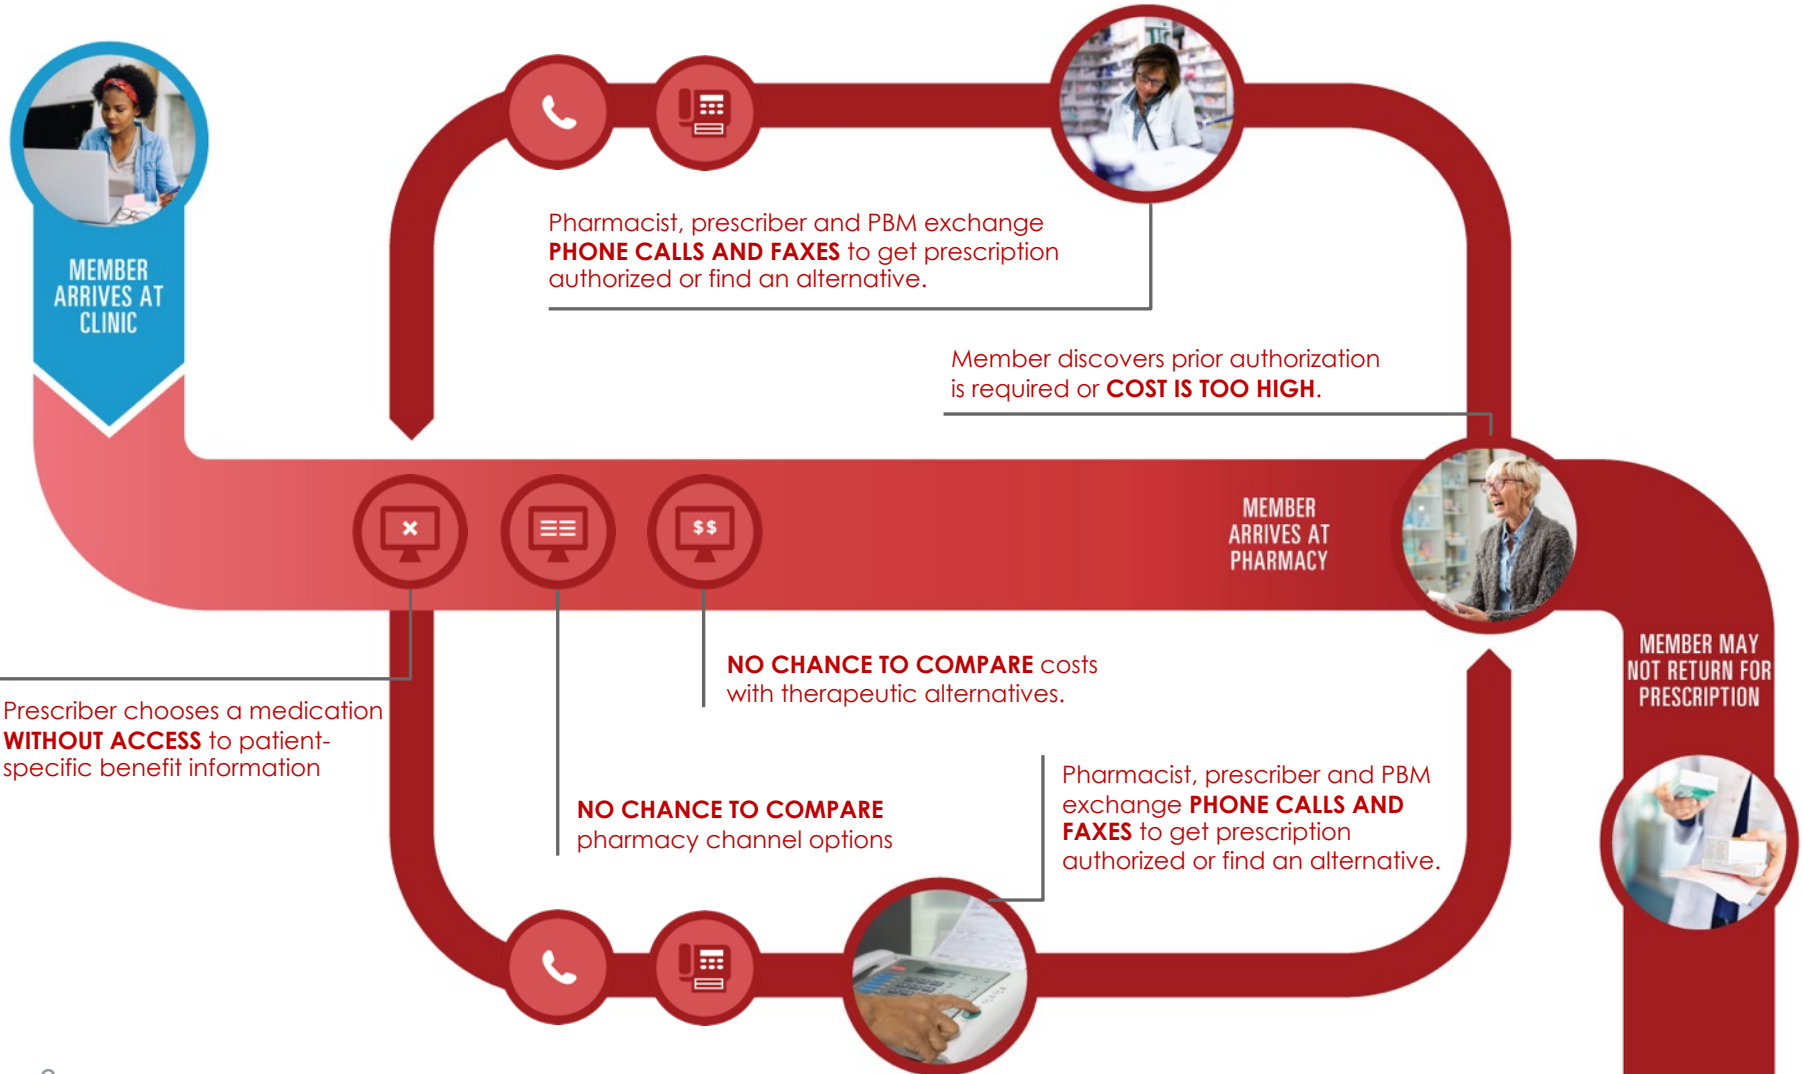 MEMBER
ARRIVES AT
CLINIC
Pharmacist, prescriber and PBM exchange
PHONE CALLS AND FAXES to get prescription
authorized or find an alternative.
Member discovers prior authorization
is required or COST IS TOO HIGH.
$$
MEMBER
ARRIVES AT
PHARMACY
MEMBER MAY
NOT RETURN FOR
PRESCRIPTION
NO CHANCE TO COMPARE costs
with therapeutic alternatives.
Prescriber chooses a medication
WITHOUT ACCESS to patient-
specific benefit information
NO CHANCE TO COMPARE
pharmacy channel options
Pharmacist, prescriber and PBM
exchange PHONE CALLS AND
FAXES to get prescription
authorized or find an alternative.